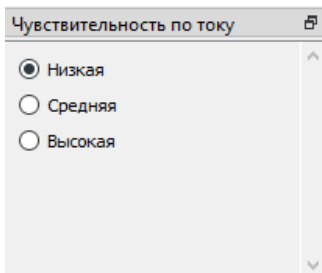 Чувствительность по току
Низкая
Средняя
Высокая